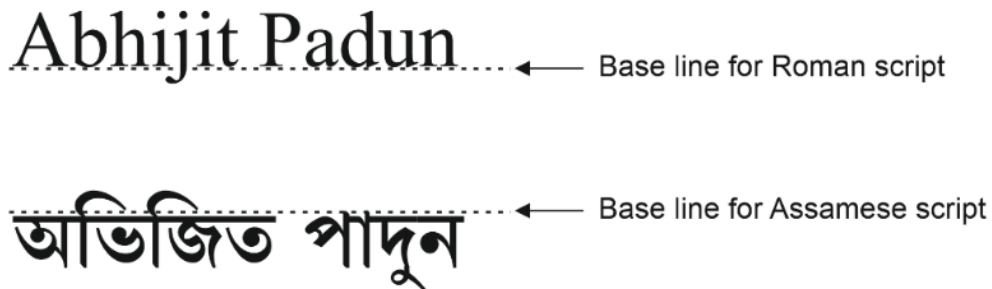 Abhijit Padun
Base line for Roman script
অভিজিত পাদুন
Base line for Assamese script